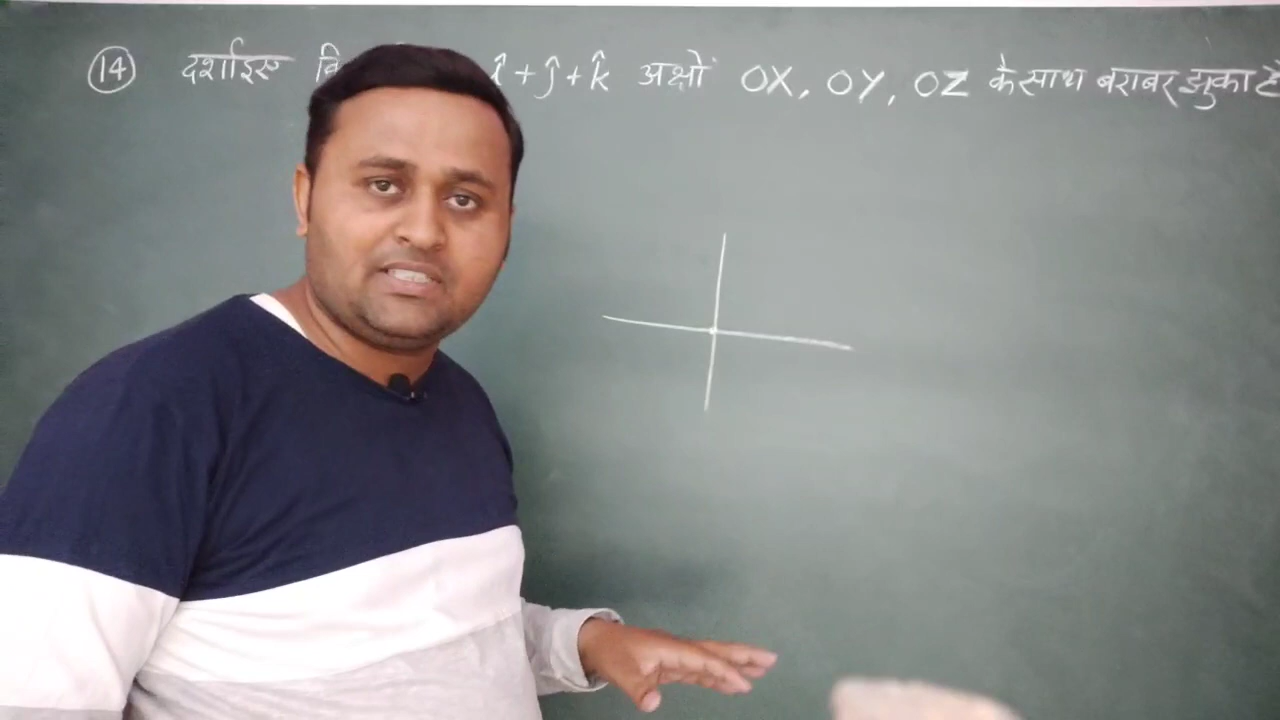 (14) दर्शाइए î + ĵ + k̂ अक्षों OX, OY, OZ के साथ बराबर झुका है